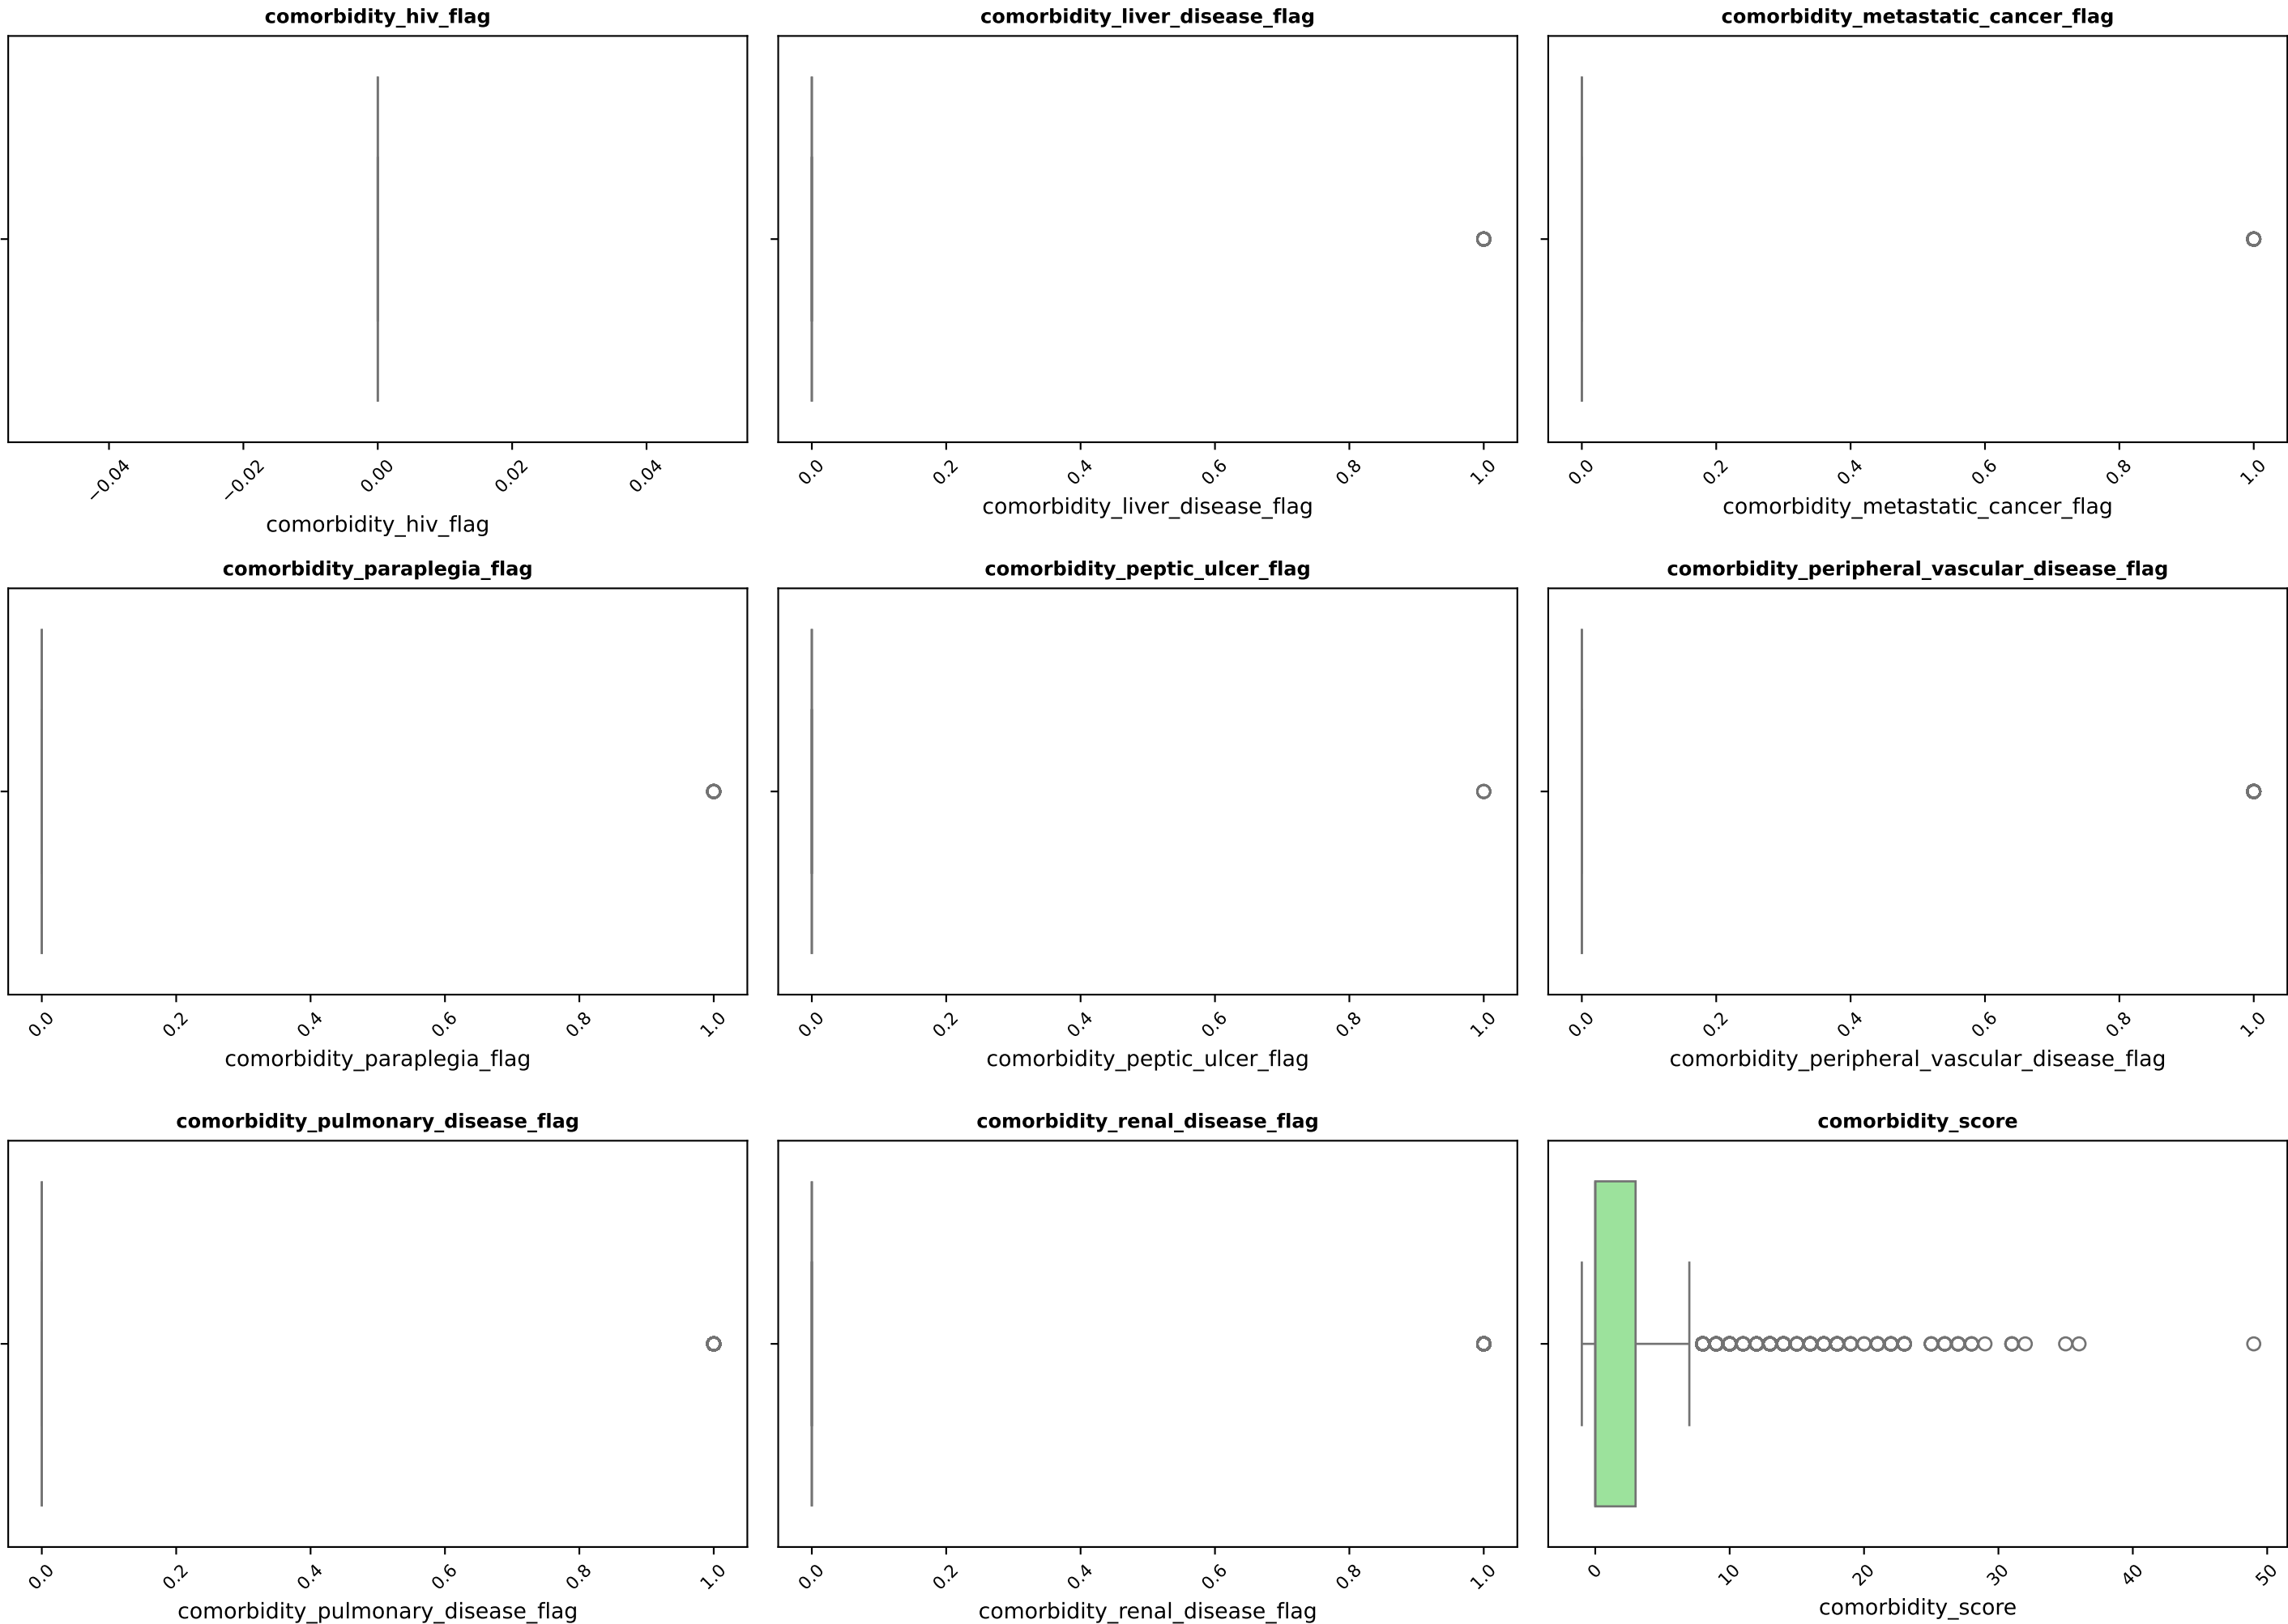 comorbidity_hiv_flag
comorbidity_liver_disease_flag
comorbidity_metastatic_cancer_flag
−0.04 −0.02 0.00 0.02 0.04
0.0 0.2 0.4 0.6 0.8 1.0
0.0 0.2 0.4 0.6 0.8 1.0
comorbidity_hiv_flag
comorbidity_liver_disease_flag
comorbidity_metastatic_cancer_flag
comorbidity_paraplegia_flag
comorbidity_peptic_ulcer_flag
comorbidity_peripheral_vascular_disease_flag
0.0 0.2 0.4 0.6 0.8 1.0
0.0 0.2 0.4 0.6 0.8 1.0
0.0 0.2 0.4 0.6 0.8 1.0
comorbidity_paraplegia_flag
comorbidity_peptic_ulcer_flag
comorbidity_peripheral_vascular_disease_flag
comorbidity_pulmonary_disease_flag
comorbidity_renal_disease_flag
comorbidity_score
0.0 0.2 0.4 0.6 0.8 1.0
0.0 0.2 0.4 0.6 0.8 1.0
0 10 20 30 40 50
comorbidity_pulmonary_disease_flag
comorbidity_renal_disease_flag
comorbidity_score